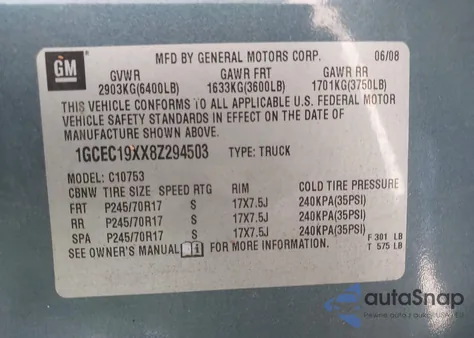 GM
MFD BY GENERAL MOTORS CORP. 06/08
GVWR GAWR FRT GAWR RR
2903KG(6400LB) 1633KG(3600LB) 1701KG(3750LB)
THIS VEHICLE CONFORMS TO ALL APPLICABLE U.S. FEDERAL MOTOR
VEHICLE SAFETY STANDARDS IN EFFECT ON THE DATE OF
MANUFACTURE SHOWN ABOVE.
1GCEC19XX8Z294503 TYPE: TRUCK
MODEL: C10753
CBNW TIRE SIZE SPEED RTG RIM COLD TIRE PRESSURE
FRT P245/70R17 S 17X7.5J 240KPA(35PSI)
RR P245/70R17 S 17X7.5J 240KPA(35PSI)
SPA P245/70R17 S 17X7.5J 240KPA(35PSI)
SEE OWNER'S MANUAL FOR MORE INFORMATION.
F 301 LB
T 575 LB
autaSnap